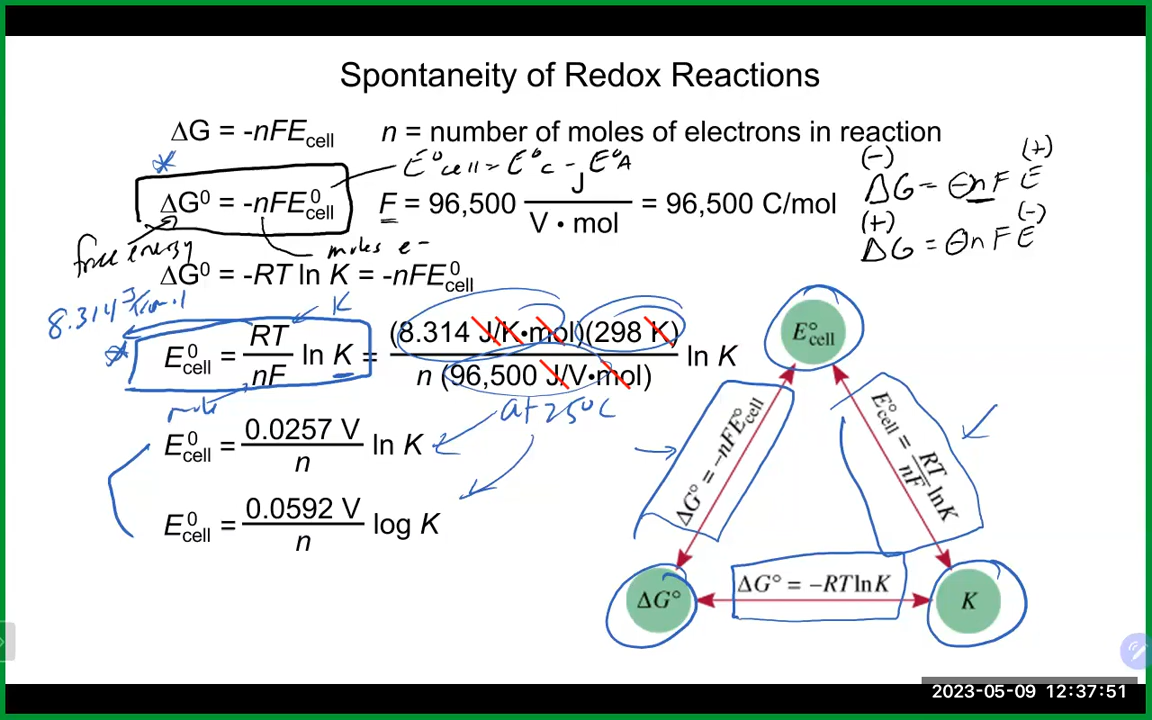 Spontaneity of Redox Reactions
ΔG = -nFE cell    n = number of moles of electrons in reaction
E°cell = E°C - E°A
(-) (+)
ΔG = -nFE
ΔG⁰ = -nFE⁰cell    F = 96,500 J / V • mol = 96,500 C/mol
(+) (-)
ΔG = -nFE
free energy
moles e-
ΔG⁰ = -RT ln K = -nFE⁰cell
8.314 J/K mol
K
E⁰cell = RT / nF ln K = (8.314 J/K•mol)(298 K) / n (96,500 J/V•mol) ln K
mole
at 25°C
E⁰cell = 0.0257 V / n ln K
E⁰cell = 0.0592 V / n log K
E°cell
ΔG° = -nFE°cell
E°cell = RT / nF lnK
ΔG°
ΔG° = -RT lnK
K
2023-05-09 12:37:51